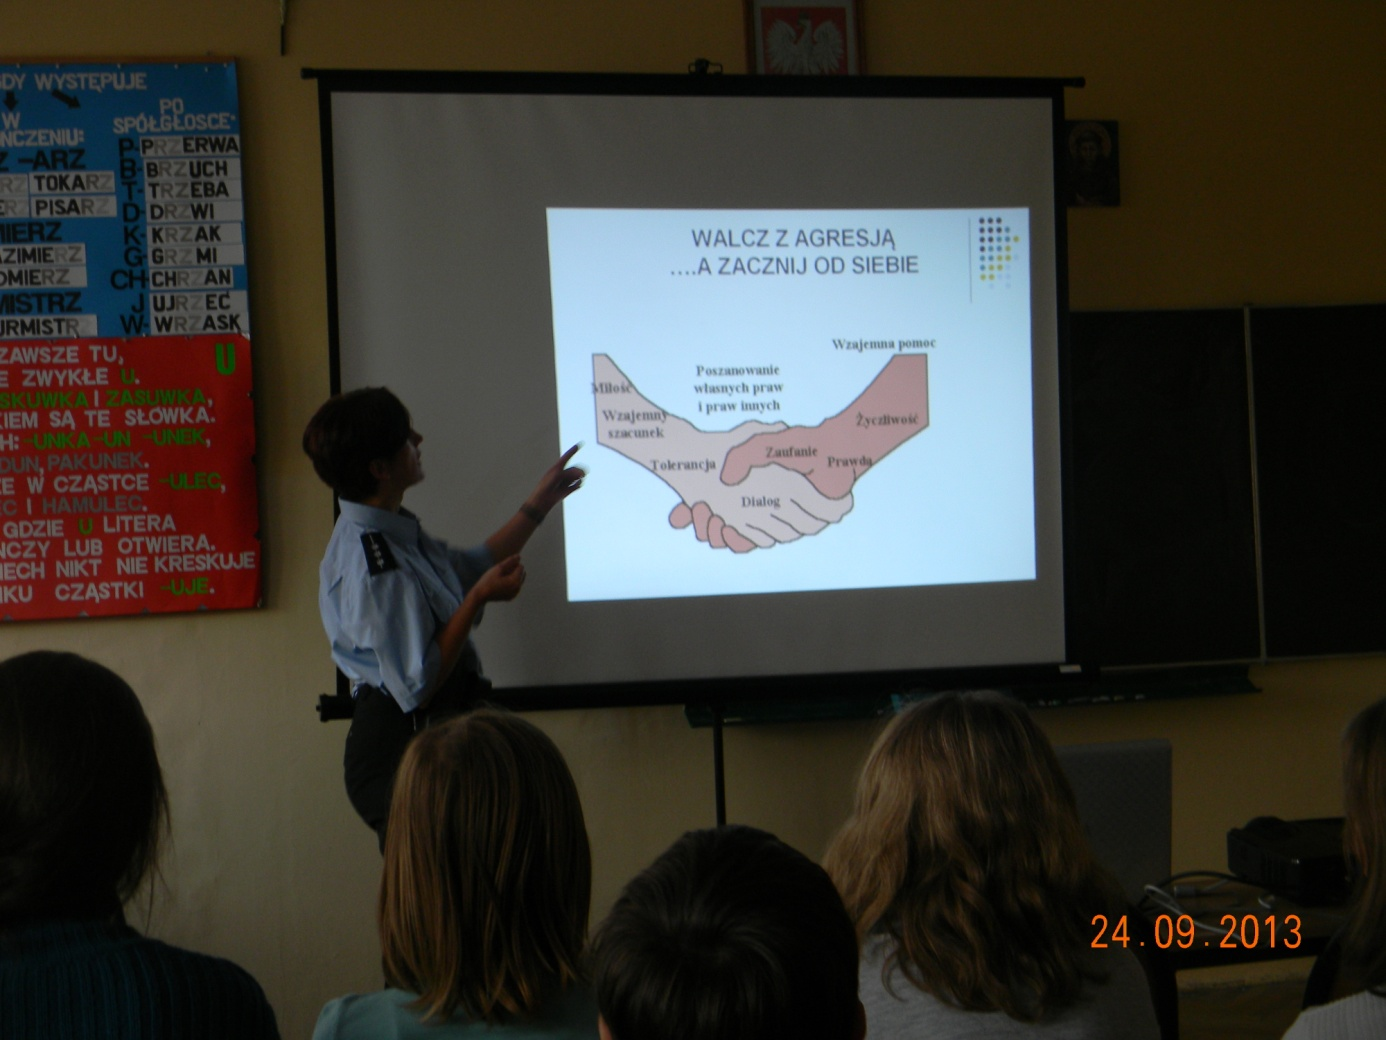 WYSTĘPUJE
W
PO
SPÓŁGŁOSCE
-ARZ
P- PRZERWA
TOKARZ
B- BRZUCH
PISARZ
T- TRZEBA
D- DRZWI
K- KRZAK
G- GRZMI
CH- CHRZAN
J UJRZEĆ
W- WRZASK
ZAWSZE TU,
U
ZWYKŁE U.
I ZASUWKA,
SĄ TE SŁÓWKA.
-UNKA -UN -UNEK,
PAKUNEK.
W CZĄSTCE -ULEC,
I HAMULEC.
GDZIE U LITERA
LUB OTWIERA.
NIKT NIE KRESKUJE
CZĄSTKI -UJE.
WALCZ Z AGRESJĄ
....A ZACZNIJ OD SIEBIE
Wzajemna pomoc
Poszanowanie
własnych praw
i praw innych
Miłość
Wzajemny
szacunek
Życzliwość
Tolerancja
Zaufanie
Prawda
Dialog
24.09.2013